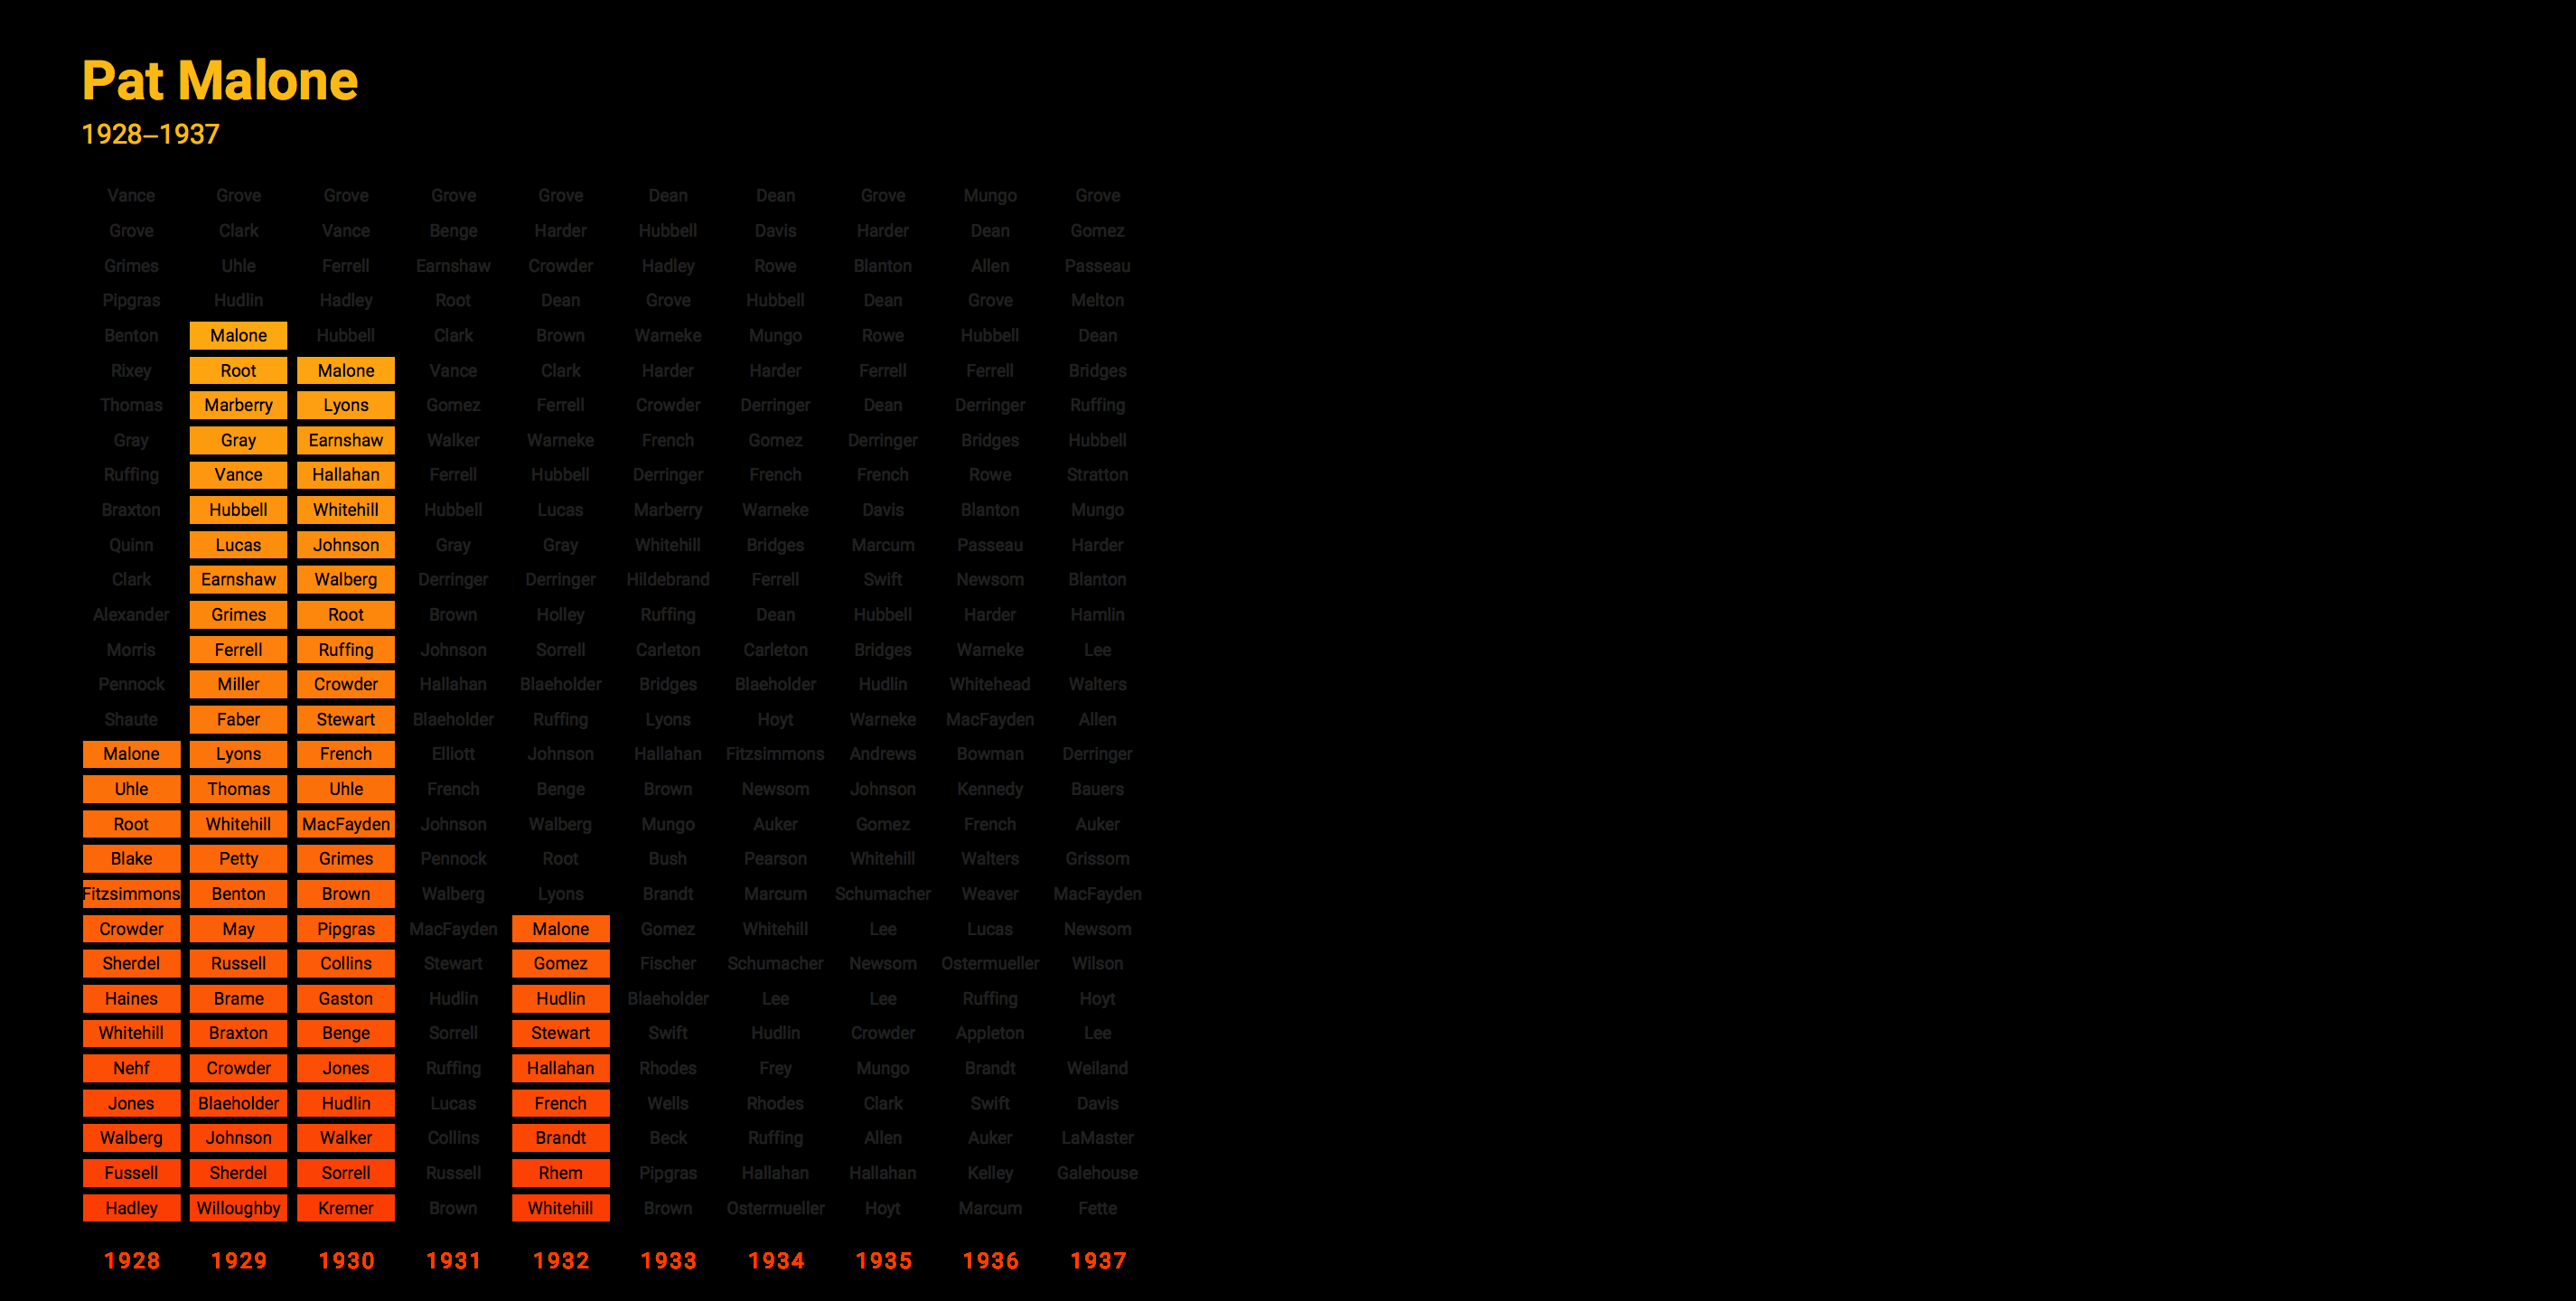 Pat Malone
1928–1937
Vance Grove Grove Grove Grove Dean Dean Grove Mungo Grove
Grove Clark Vance Benge Harder Hubbell Davis Harder Dean Gomez
Grimes Uhle Ferrell Earnshaw Crowder Hadley Rowe Blanton Allen Passeau
Pipgras Hudlin Hadley Root Dean Grove Hubbell Dean Grove Melton
Benton Malone Hubbell Clark Brown Warneke Mungo Rowe Hubbell Dean
Rixey Root Malone Vance Clark Harder Harder Ferrell Ferrell Bridges
Thomas Marberry Lyons Gomez Ferrell Crowder Derringer Dean Derringer Ruffing
Gray Gray Earnshaw Walker Warneke French Gomez Derringer Bridges Hubbell
Ruffing Vance Hallahan Ferrell Hubbell Derringer French French Rowe Stratton
Braxton Hubbell Whitehill Hubbell Lucas Marberry Warneke Davis Blanton Mungo
Quinn Lucas Johnson Gray Gray Whitehill Bridges Marcum Passeau Harder
Clark Earnshaw Walberg Derringer Derringer Hildebrand Ferrell Swift Newsom Blanton
Alexander Grimes Root Brown Holley Ruffing Dean Hubbell Harder Hamlin
Morris Ferrell Ruffing Johnson Sorrell Carleton Carleton Bridges Warneke Lee
Pennock Miller Crowder Hallahan Blaeholder Bridges Blaeholder Hudlin Whitehead Walters
Shaute Faber Stewart Blaeholder Ruffing Lyons Hoyt Warneke MacFayden Allen
Malone Lyons French Elliott Johnson Hallahan Fitzsimmons Andrews Bowman Derringer
Uhle Thomas Uhle French Benge Brown Newsom Johnson Kennedy Bauers
Root Whitehill MacFayden Johnson Walberg Mungo Auker Gomez French Auker
Blake Petty Grimes Pennock Root Bush Pearson Whitehill Walters Grissom
Fitzsimmons Benton Brown Walberg Lyons Brandt Marcum Schumacher Weaver MacFayden
Crowder May Pipgras MacFayden Malone Gomez Whitehill Lee Lucas Newsom
Sherdel Russell Collins Stewart Gomez Fischer Schumacher Newsom Ostermueller Wilson
Haines Brame Gaston Hudlin Hudlin Blaeholder Lee Lee Ruffing Hoyt
Whitehill Braxton Benge Sorrell Stewart Swift Hudlin Crowder Appleton Lee
Nehf Crowder Jones Ruffing Hallahan Rhodes Frey Mungo Brandt Weiland
Jones Blaeholder Hudlin Lucas French Wells Rhodes Clark Swift Davis
Walberg Johnson Walker Collins Brandt Beck Ruffing Allen Auker LaMaster
Fussell Sherdel Sorrell Russell Rhem Pipgras Hallahan Hallahan Kelley Galehouse
Hadley Willoughby Kremer Brown Whitehill Brown Ostermueller Hoyt Marcum Fette
1928 1929 1930 1931 1932 1933 1934 1935 1936 1937